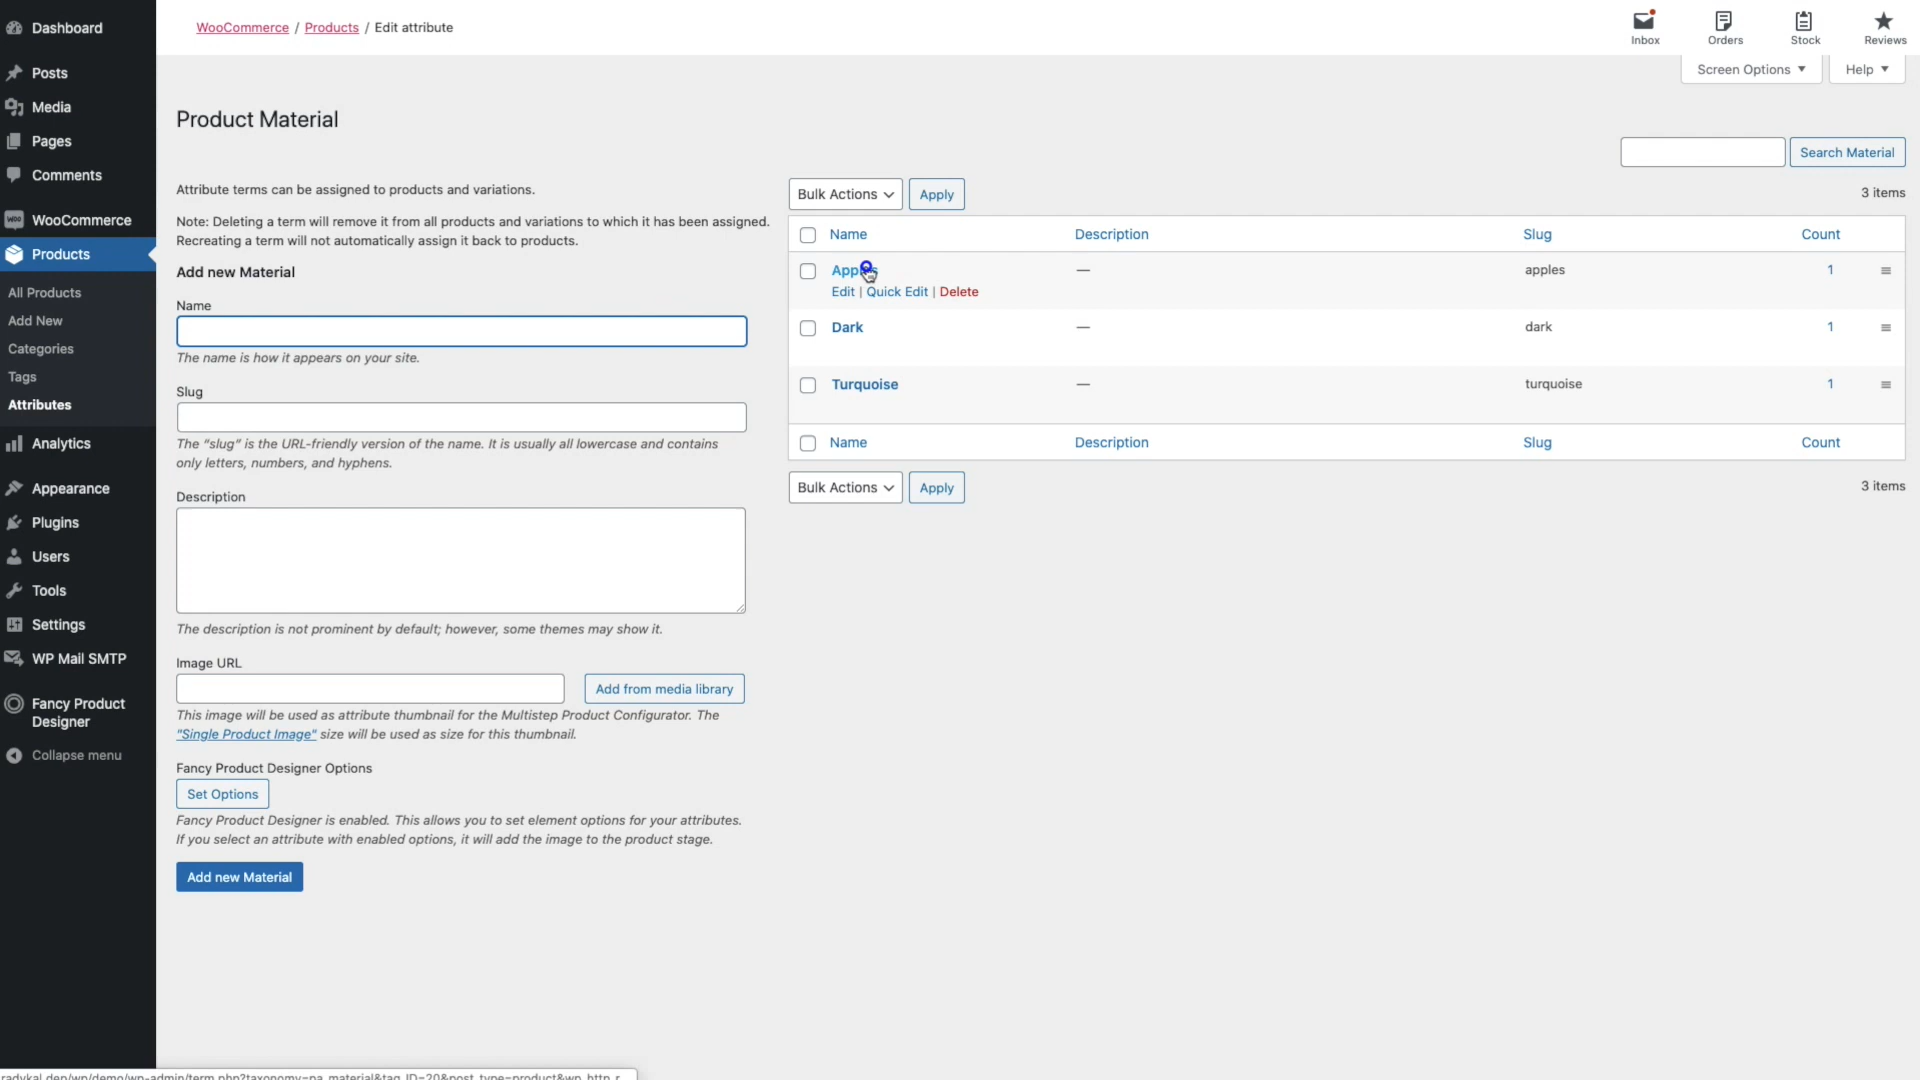 Dashboard
Posts
Media
Pages
Comments
WooCommerce
Products
All Products
Add New
Categories
Tags
Attributes
Analytics
Appearance
Plugins
Users
Tools
Settings
WP Mail SMTP
Fancy Product
Designer
Collapse menu
WooCommerce / Products / Edit attribute
Inbox
Orders
Stock
Reviews
Screen Options
Help
Product Material
Search Material
Attribute terms can be assigned to products and variations.
Note: Deleting a term will remove it from all products and variations to which it has been assigned.
Recreating a term will not automatically assign it back to products.
Add new Material
Name
The name is how it appears on your site.
Slug
The “slug” is the URL-friendly version of the name. It is usually all lowercase and contains
only letters, numbers, and hyphens.
Description
The description is not prominent by default; however, some themes may show it.
Image URL
Add from media library
This image will be used as attribute thumbnail for the Multistep Product Configurator. The
"Single Product Image" size will be used as size for this thumbnail.
Fancy Product Designer Options
Set Options
Fancy Product Designer is enabled. This allows you to set element options for your attributes.
If you select an attribute with enabled options, it will add the image to the product stage.
Add new Material
Bulk Actions Apply
3 items
Name Description Slug Count
Apples — apples 1
Edit | Quick Edit | Delete
Dark — dark 1
Turquoise — turquoise 1
Name Description Slug Count
Bulk Actions Apply
3 items